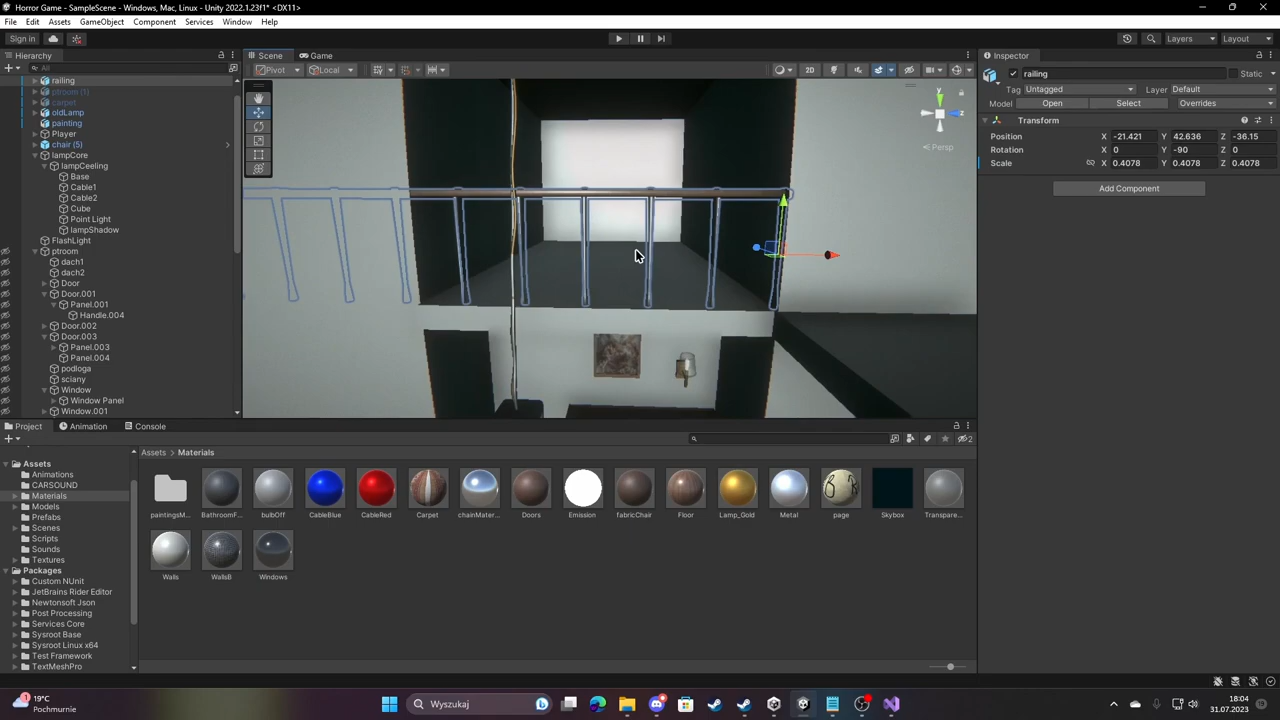 Horror Game - SampleScene - Windows, Mac, Linux - Unity 2022.1.23f1* <DX11>
File Edit Assets GameObject Component Services Window Help
Sign in
Layers Layout
Hierarchy
All
railing
ptroom (1)
carpet
oldLamp
painting
Player
chair (5)
lampCore
lampCeeling
Base
Cable1
Cable2
Cube
Point Light
lampShadow
FlashLight
ptroom
dach1
dach2
Door
Door.001
Panel.001
Handle.004
Door.002
Door.003
Panel.003
Panel.004
podloga
sciany
Window
Window Panel
Window.001
Scene Game
Pivot Local
2D
y
z
Persp
Inspector
railing Static
Tag Untagged Layer Default
Model Open Select Overrides
Transform
Position X -21.421 Y 42.636 Z -36.15
Rotation X 0 Y -90 Z 0
Scale X 0.4078 Y 0.4078 Z 0.4078
Add Component
Project Animation Console
2
Assets
Animations
CARSOUND
Materials
Models
Prefabs
Scenes
Scripts
Sounds
Textures
Packages
Custom NUnit
JetBrains Rider Editor
Newtonsoft Json
Post Processing
Services Core
Sysroot Base
Sysroot Linux x64
Test Framework
TextMeshPro
Assets Materials
paintingsM... BathroomF... bulbOff CableBlue CableRed Carpet chainMater... Doors Emission fabricChair Floor Lamp_Gold Metal page Skybox Transpare...
Walls WallsB Windows
1
19°C
Pochmurnie
Wyszukaj
18:04
31.07.2023